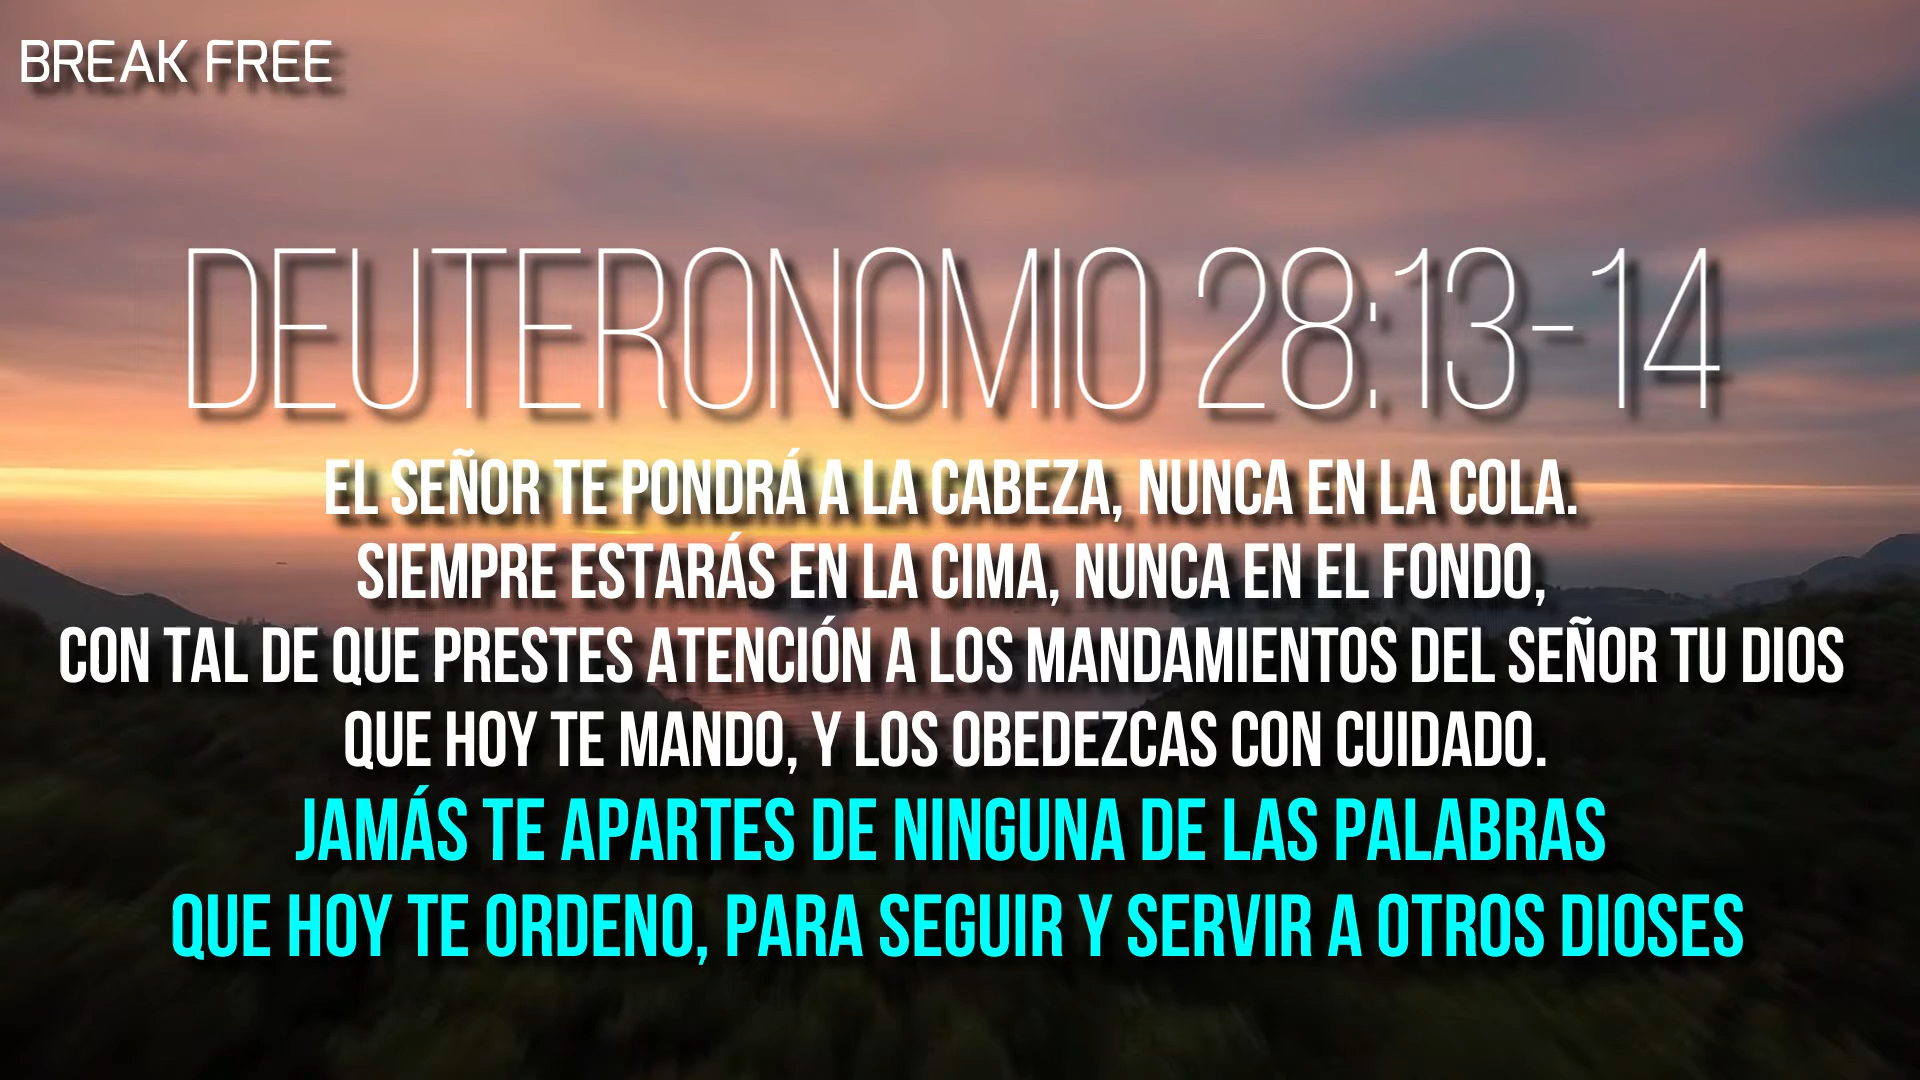 BREAK FREE
DEUTERONOMIO 28:13-14
EL SEÑOR TE PONDRÁ A LA CABEZA, NUNCA EN LA COLA.
SIEMPRE ESTARÁS EN LA CIMA, NUNCA EN EL FONDO,
CON TAL DE QUE PRESTES ATENCIÓN A LOS MANDAMIENTOS DEL SEÑOR TU DIOS
QUE HOY TE MANDO, Y LOS OBEDEZCAS CON CUIDADO.
JAMÁS TE APARTES DE NINGUNA DE LAS PALABRAS
QUE HOY TE ORDENO, PARA SEGUIR Y SERVIR A OTROS DIOSES